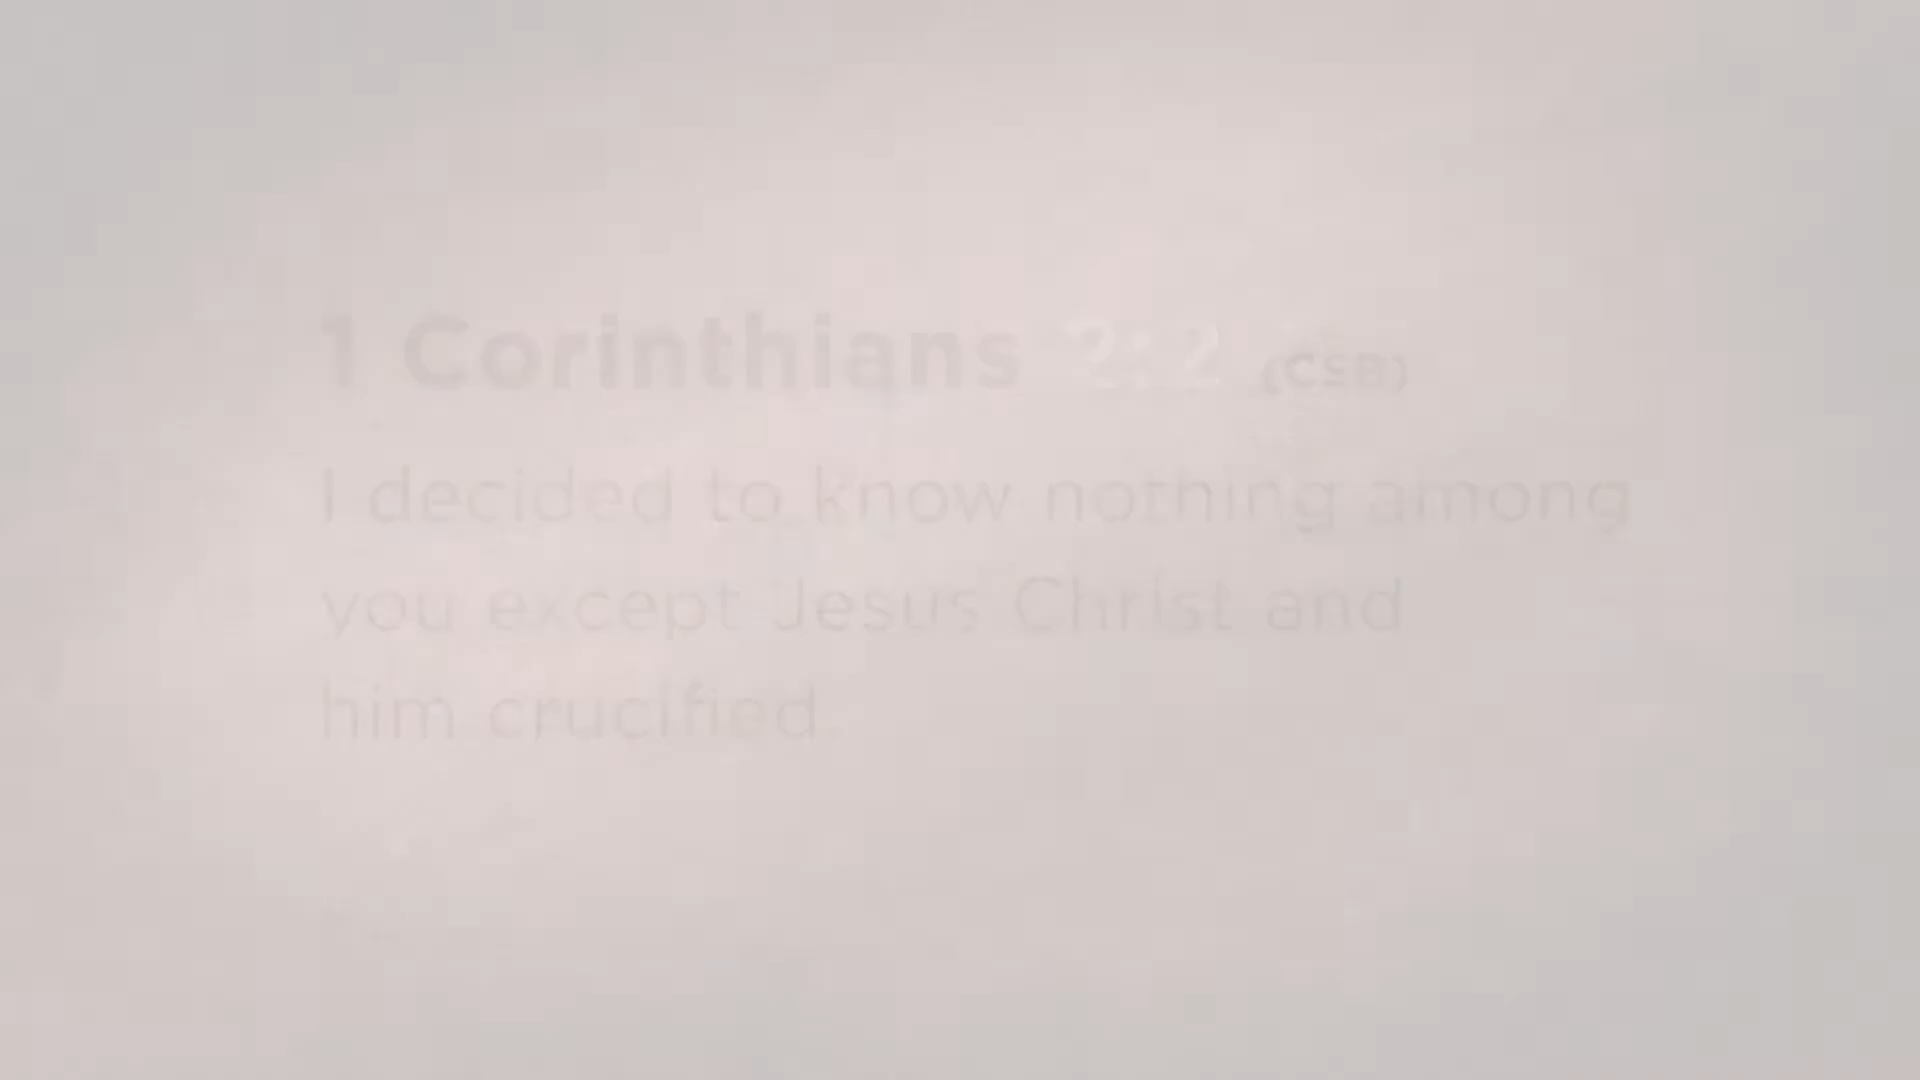 1 Corinthians 2:2 (CSB)
I decided to know nothing among
you except Jesus Christ and
him crucified.